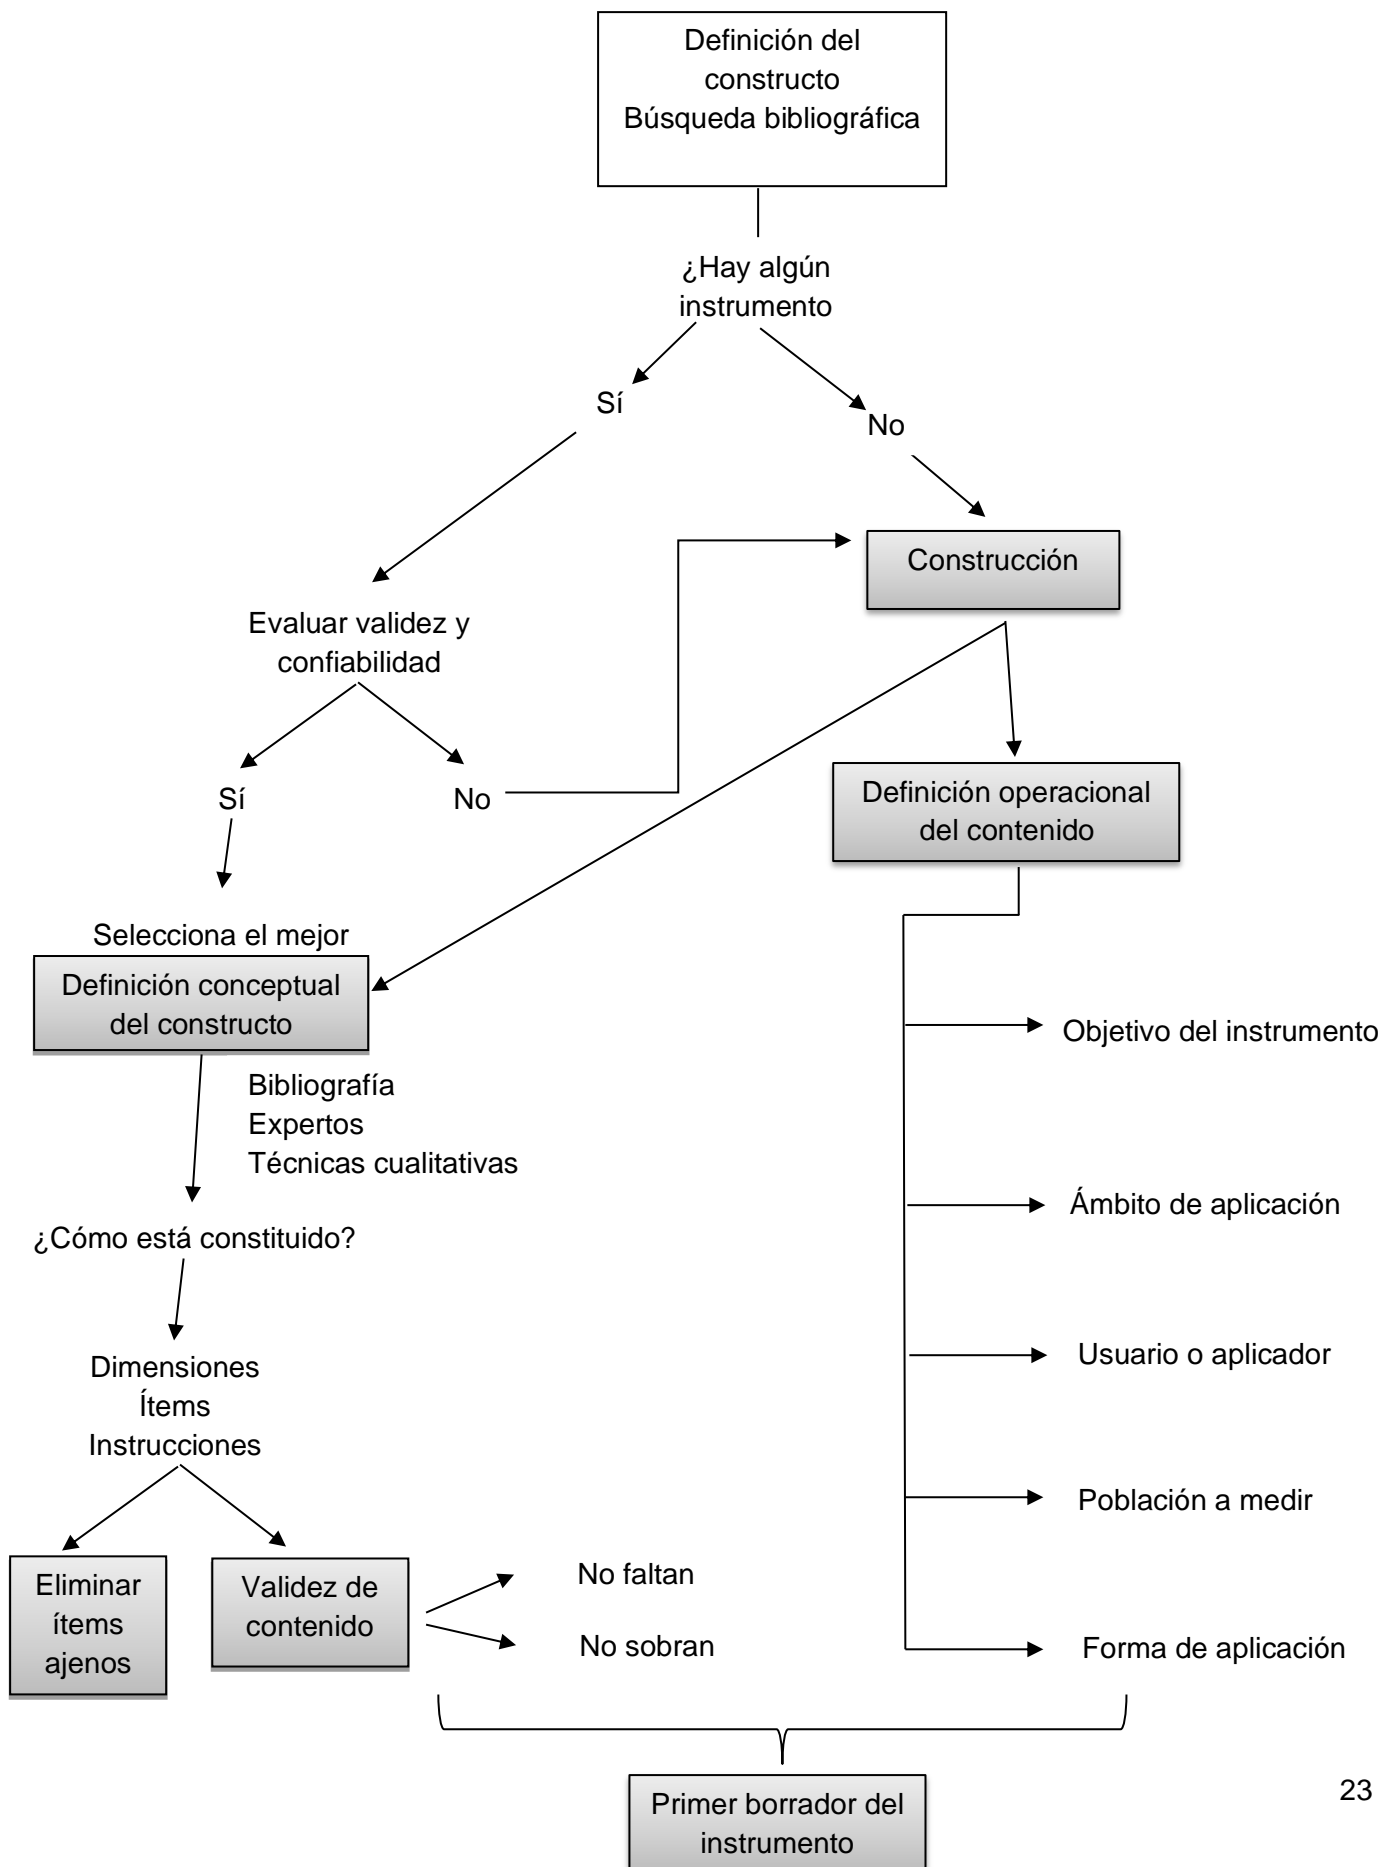 Definición del
constructo
Búsqueda bibliográfica
¿Hay algún
instrumento
Sí
No
Construcción
Evaluar validez y
confiabilidad
Sí
No
Definición operacional
del contenido
Selecciona el mejor
Definición conceptual
del constructo
Bibliografía
Expertos
Técnicas cualitativas
¿Cómo está constituido?
Dimensiones
Ítems
Instrucciones
Objetivo del instrumento
Ámbito de aplicación
Usuario o aplicador
Población a medir
Forma de aplicación
Eliminar
ítems
ajenos
Validez de
contenido
No faltan
No sobran
Primer borrador del
instrumento
23